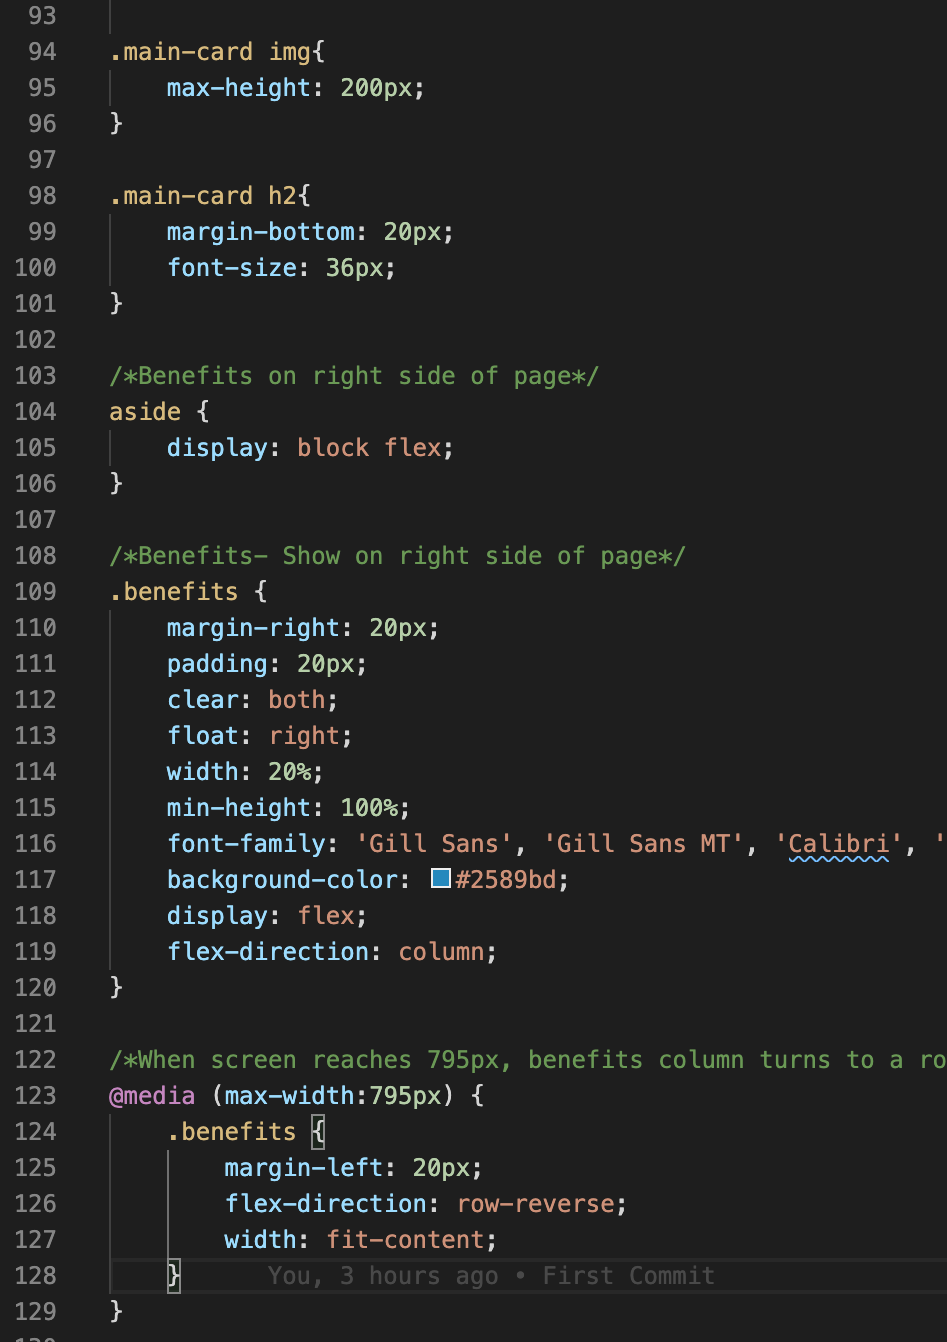 93
94 .main-card img{
95 max-height: 200px;
96 }
97
98 .main-card h2{
99 margin-bottom: 20px;
100 font-size: 36px;
101 }
102
103 /*Benefits on right side of page*/
104 aside {
105 display: block flex;
106 }
107
108 /*Benefits- Show on right side of page*/
109 .benefits {
110 margin-right: 20px;
111 padding: 20px;
112 clear: both;
113 float: right;
114 width: 20%;
115 min-height: 100%;
116 font-family: 'Gill Sans', 'Gill Sans MT', 'Calibri', '
117 background-color: #2589bd;
118 display: flex;
119 flex-direction: column;
120 }
121
122 /*When screen reaches 795px, benefits column turns to a ro
123 @media (max-width:795px) {
124 .benefits {
125 margin-left: 20px;
126 flex-direction: row-reverse;
127 width: fit-content;
128 } You, 3 hours ago • First Commit
129 }